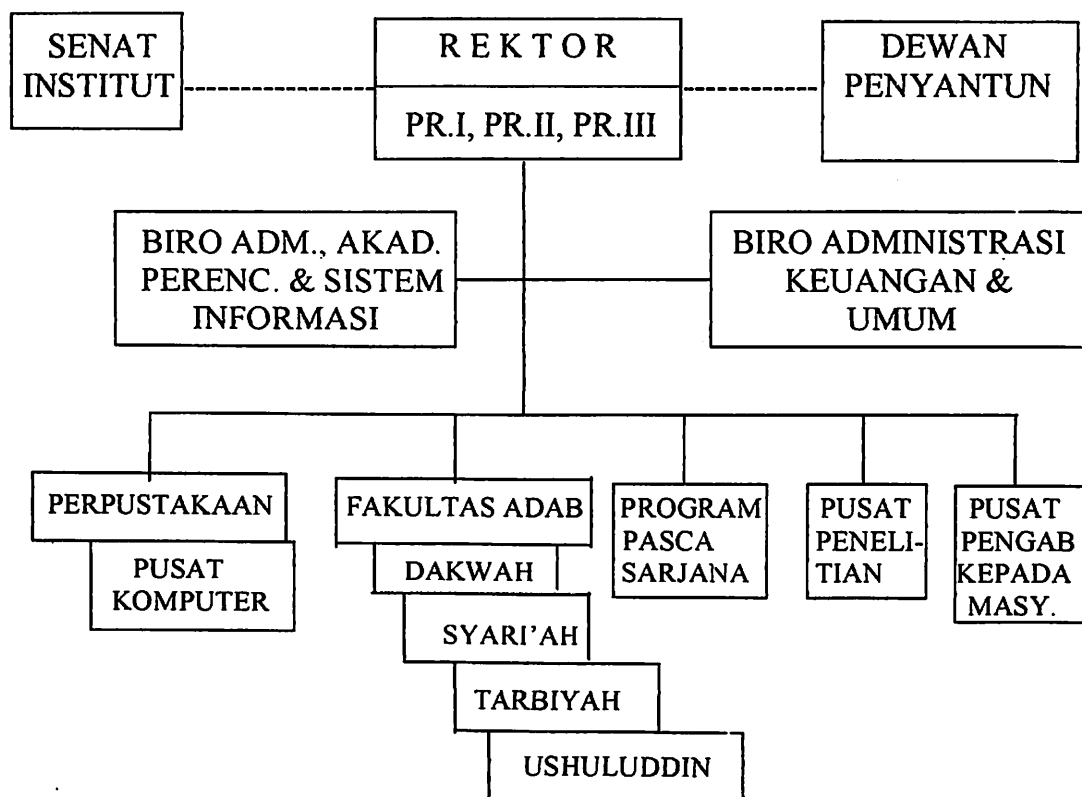 SENAT
INSTITUT
R E K T O R
PR.I, PR.II, PR.III
DEWAN
PENYANTUN
BIRO ADM., AKAD.
PERENC. & SISTEM
INFORMASI
BIRO ADMINISTRASI
KEUANGAN &
UMUM
PERPUSTAKAAN
PUSAT
KOMPUTER
FAKULTAS ADAB
DAKWAH
SYARI'AH
TARBIYAH
USHULUDDIN
PROGRAM
PASCA
SARJANA
PUSAT
PENELI-
TIAN
PUSAT
PENGAB
KEPADA
MASY.